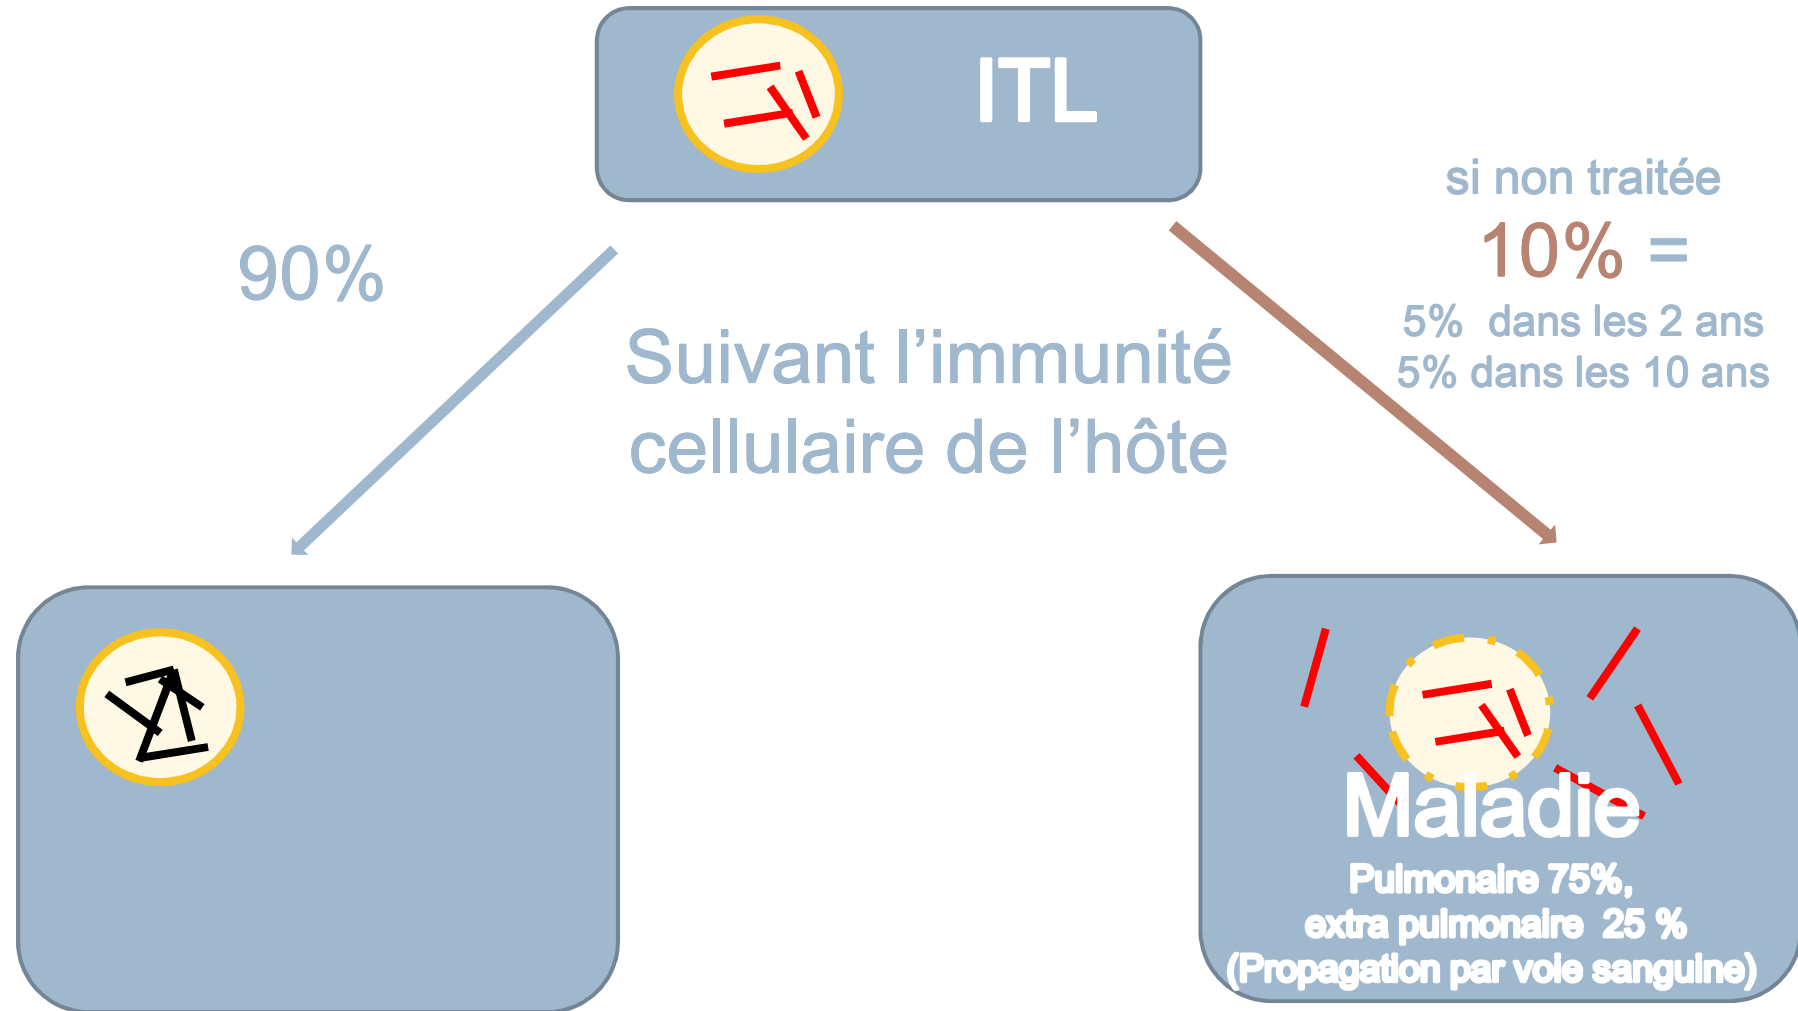 ITL
si non traitée
10% =
5% dans les 2 ans
5% dans les 10 ans
90%
Suivant l’immunité
cellulaire de l’hôte
Maladie
Pulmonaire 75%,
extra pulmonaire 25 %
(Propagation par voie sanguine)